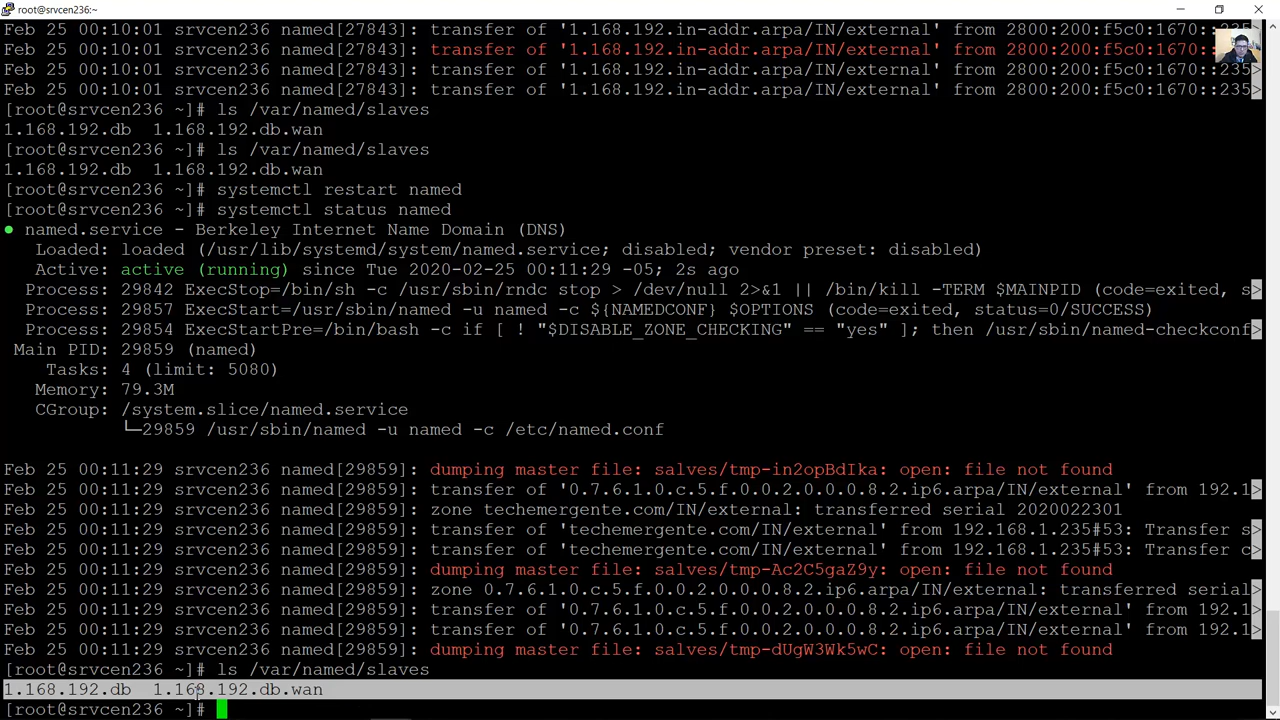 root@srvcen236:~
Feb 25 00:10:01 srvcen236 named[27843]: transfer of '1.168.192.in-addr.arpa/IN/external' from 2800:200:f5c0:1670::235>
Feb 25 00:10:01 srvcen236 named[27843]: transfer of '1.168.192.in-addr.arpa/IN/external' from 2800:200:f5c0:1670::235
Feb 25 00:10:01 srvcen236 named[27843]: transfer of '1.168.192.in-addr.arpa/IN/external' from 2800:200:f5c0:1670::235
Feb 25 00:10:01 srvcen236 named[27843]: transfer of '1.168.192.in-addr.arpa/IN/external' from 2800:200:f5c0:1670::235>
[root@srvcen236 ~]# ls /var/named/slaves
1.168.192.db  1.168.192.db.wan
[root@srvcen236 ~]# ls /var/named/slaves
1.168.192.db  1.168.192.db.wan
[root@srvcen236 ~]# systemctl restart named
[root@srvcen236 ~]# systemctl status named
● named.service - Berkeley Internet Name Domain (DNS)
   Loaded: loaded (/usr/lib/systemd/system/named.service; disabled; vendor preset: disabled)
   Active: active (running) since Tue 2020-02-25 00:11:29 -05; 2s ago
  Process: 29842 ExecStop=/bin/sh -c /usr/sbin/rndc stop > /dev/null 2>&1 || /bin/kill -TERM $MAINPID (code=exited, s>
  Process: 29857 ExecStart=/usr/sbin/named -u named -c ${NAMEDCONF} $OPTIONS (code=exited, status=0/SUCCESS)
  Process: 29854 ExecStartPre=/bin/bash -c if [ ! "$DISABLE_ZONE_CHECKING" == "yes" ]; then /usr/sbin/named-checkconf>
 Main PID: 29859 (named)
    Tasks: 4 (limit: 5080)
   Memory: 79.3M
   CGroup: /system.slice/named.service
           └─29859 /usr/sbin/named -u named -c /etc/named.conf
Feb 25 00:11:29 srvcen236 named[29859]: dumping master file: salves/tmp-in2opBdIka: open: file not found
Feb 25 00:11:29 srvcen236 named[29859]: transfer of '0.7.6.1.0.c.5.f.0.0.2.0.0.0.8.2.ip6.arpa/IN/external' from 192.1>
Feb 25 00:11:29 srvcen236 named[29859]: zone techemergente.com/IN/external: transferred serial 2020022301
Feb 25 00:11:29 srvcen236 named[29859]: transfer of 'techemergente.com/IN/external' from 192.168.1.235#53: Transfer s>
Feb 25 00:11:29 srvcen236 named[29859]: transfer of 'techemergente.com/IN/external' from 192.168.1.235#53: Transfer c>
Feb 25 00:11:29 srvcen236 named[29859]: dumping master file: salves/tmp-Ac2C5gaZ9y: open: file not found
Feb 25 00:11:29 srvcen236 named[29859]: zone 0.7.6.1.0.c.5.f.0.0.2.0.0.0.8.2.ip6.arpa/IN/external: transferred serial>
Feb 25 00:11:29 srvcen236 named[29859]: transfer of '0.7.6.1.0.c.5.f.0.0.2.0.0.0.8.2.ip6.arpa/IN/external' from 192.1>
Feb 25 00:11:29 srvcen236 named[29859]: transfer of '0.7.6.1.0.c.5.f.0.0.2.0.0.0.8.2.ip6.arpa/IN/external' from 192.1>
Feb 25 00:11:29 srvcen236 named[29859]: dumping master file: salves/tmp-dUgW3Wk5wC: open: file not found
[root@srvcen236 ~]# ls /var/named/slaves
1.168.192.db  1.168.192.db.wan
[root@srvcen236 ~]#